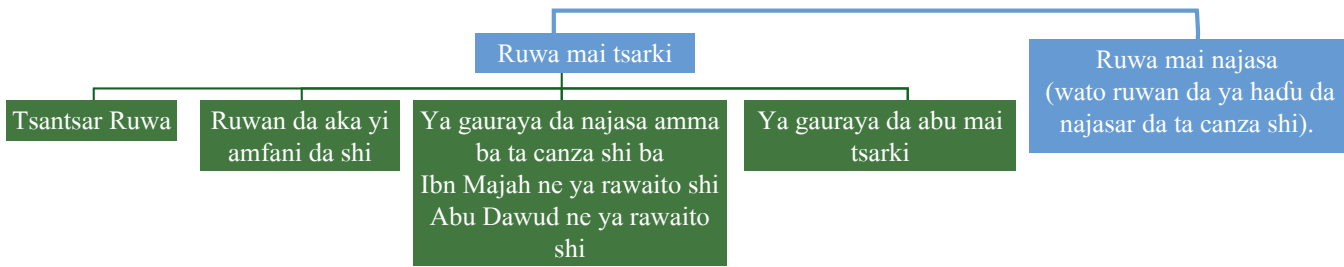 Ruwa mai tsarki
Ruwa mai najasa
(wato ruwan da ya haɗu da
najasar da ta canza shi).
Tsantsar Ruwa
Ruwan da aka yi
amfani da shi
Ya gauraya da najasa amma
ba ta canza shi ba
Ibn Majah ne ya rawaito shi
Abu Dawud ne ya rawaito
shi
Ya gauraya da abu mai
tsarki